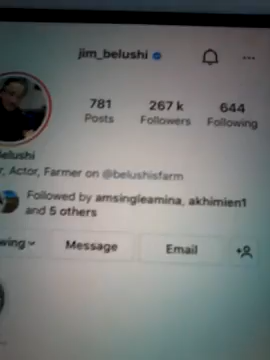 jim_belushi
781 267 k 644
Posts Followers Following
elushi
r, Actor, Farmer on @belushisfarm
Followed by amsingleamina, akhimien1
and 5 others
wing Message Email